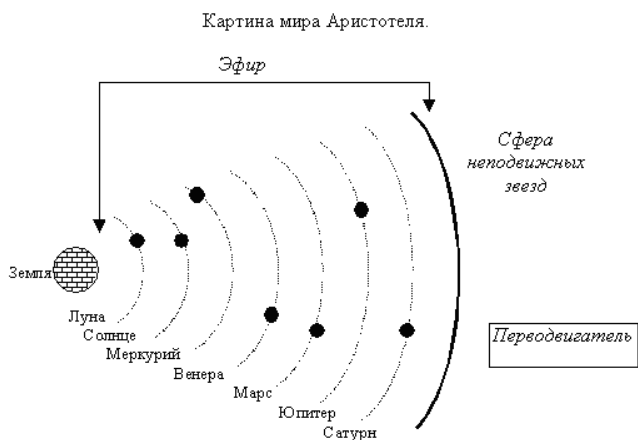 Картина мира Аристотеля.
Эфир
Сфера
неподвижных
звезд
Земля
Луна
Солнце
Меркурий
Венера
Марс
Юпитер
Сатурн
Перводвигатель